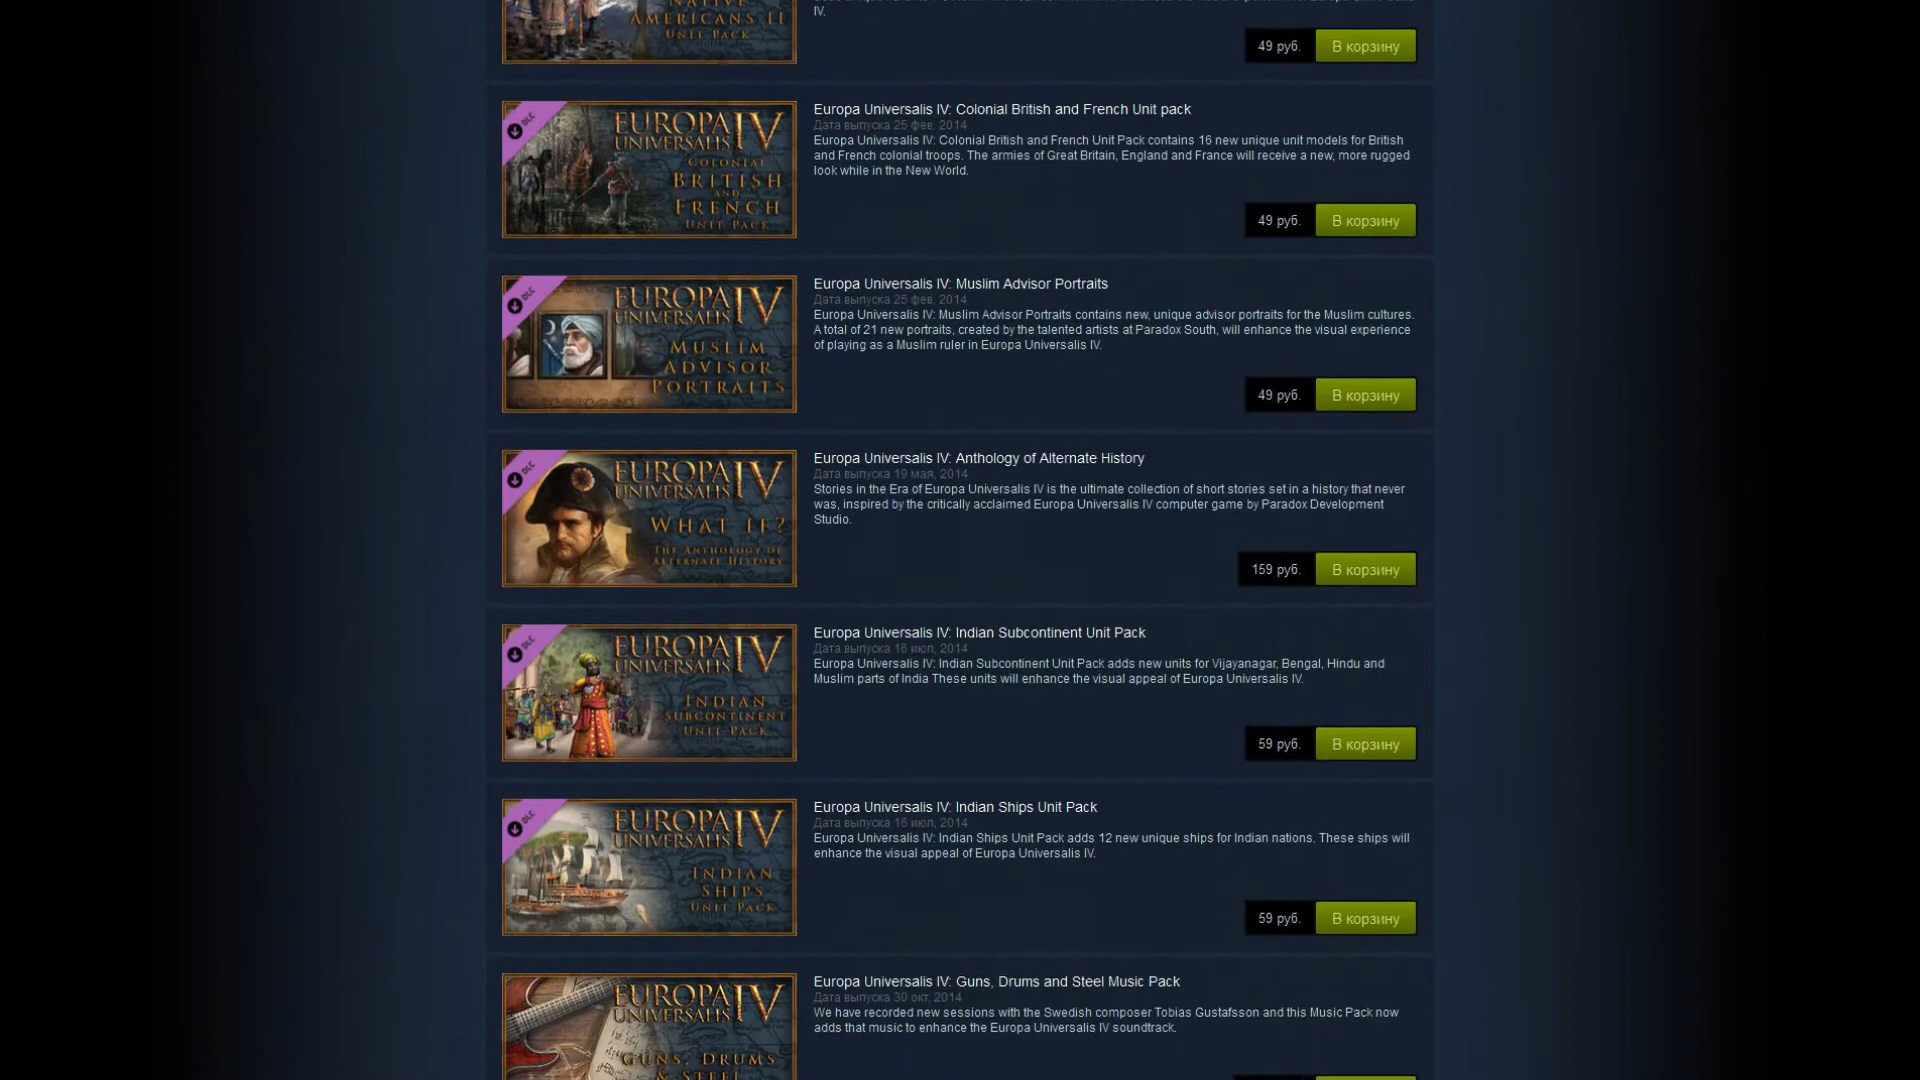 NATIVE
AMERICANS II
UNIT PACK
IV.
49 руб.
В корзину
DLC
EUROPA IV
UNIVERSALIS
COLONIAL
BRITISH
AND
FRENCH
UNIT PACK
Europa Universalis IV: Colonial British and French Unit pack
Дата выпуска 25 фев, 2014
Europa Universalis IV: Colonial British and French Unit Pack contains 16 new unique unit models for British
and French colonial troops. The armies of Great Britain, England and France will receive a new, more rugged
look while in the New World.
49 руб.
В корзину
DLC
EUROPA IV
UNIVERSALIS
MUSLIM
ADVISOR
PORTRAITS
Europa Universalis IV: Muslim Advisor Portraits
Дата выпуска 25 фев, 2014
Europa Universalis IV: Muslim Advisor Portraits contains new, unique advisor portraits for the Muslim cultures.
A total of 21 new portraits, created by the talented artists at Paradox South, will enhance the visual experience
of playing as a Muslim ruler in Europa Universalis IV.
49 руб.
В корзину
DLC
EUROPA IV
UNIVERSALIS
WHAT IF?
THE ANTHOLOGY OF
ALTERNATE HISTORY
Europa Universalis IV: Anthology of Alternate History
Дата выпуска 19 мая, 2014
Stories in the Era of Europa Universalis IV is the ultimate collection of short stories set in a history that never
was, inspired by the critically acclaimed Europa Universalis IV computer game by Paradox Development
Studio.
159 руб.
В корзину
DLC
EUROPA IV
UNIVERSALIS
INDIAN
SUBCONTINENT
UNIT PACK
Europa Universalis IV: Indian Subcontinent Unit Pack
Дата выпуска 16 июл, 2014
Europa Universalis IV: Indian Subcontinent Unit Pack adds new units for Vijayanagar, Bengal, Hindu and
Muslim parts of India These units will enhance the visual appeal of Europa Universalis IV.
59 руб.
В корзину
DLC
EUROPA IV
UNIVERSALIS
INDIAN
SHIPS
UNIT PACK
Europa Universalis IV: Indian Ships Unit Pack
Дата выпуска 16 июл, 2014
Europa Universalis IV: Indian Ships Unit Pack adds 12 new unique ships for Indian nations. These ships will
enhance the visual appeal of Europa Universalis IV.
59 руб.
В корзину
EUROPA IV
UNIVERSALIS
GUNS, DRUMS
& STEEL
Europa Universalis IV: Guns, Drums and Steel Music Pack
Дата выпуска 30 окт, 2014
We have recorded new sessions with the Swedish composer Tobias Gustafsson and this Music Pack now
adds that music to enhance the Europa Universalis IV soundtrack.